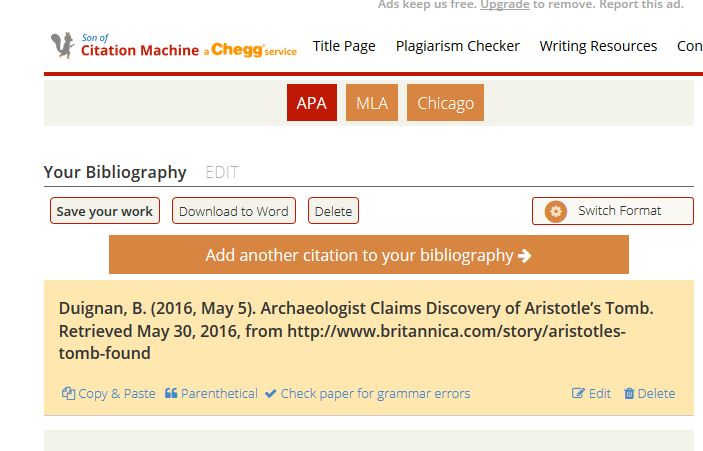 Ads keep us free. Upgrade to remove. Report this ad.
Son of
Citation Machine a Chegg service
Title Page Plagiarism Checker Writing Resources Con
APA MLA Chicago
Your Bibliography EDIT
Save your work Download to Word Delete Switch Format
Add another citation to your bibliography
Duignan, B. (2016, May 5). Archaeologist Claims Discovery of Aristotle’s Tomb.
Retrieved May 30, 2016, from http://www.britannica.com/story/aristotles-
tomb-found
Copy & Paste Parenthetical Check paper for grammar errors Edit Delete